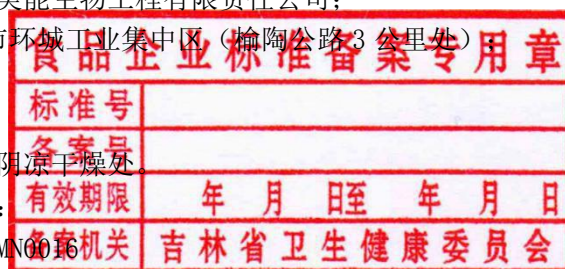 美能生物工程有限责任公司；
市环城工业集中区（榆陶公路3公里处）；
食品企业标准备案专用章
标准号
备案号
阴凉干燥处。
有效期限 年 月 日至 年 月 日
：
MN0016
备案机关 吉林省卫生健康委员会